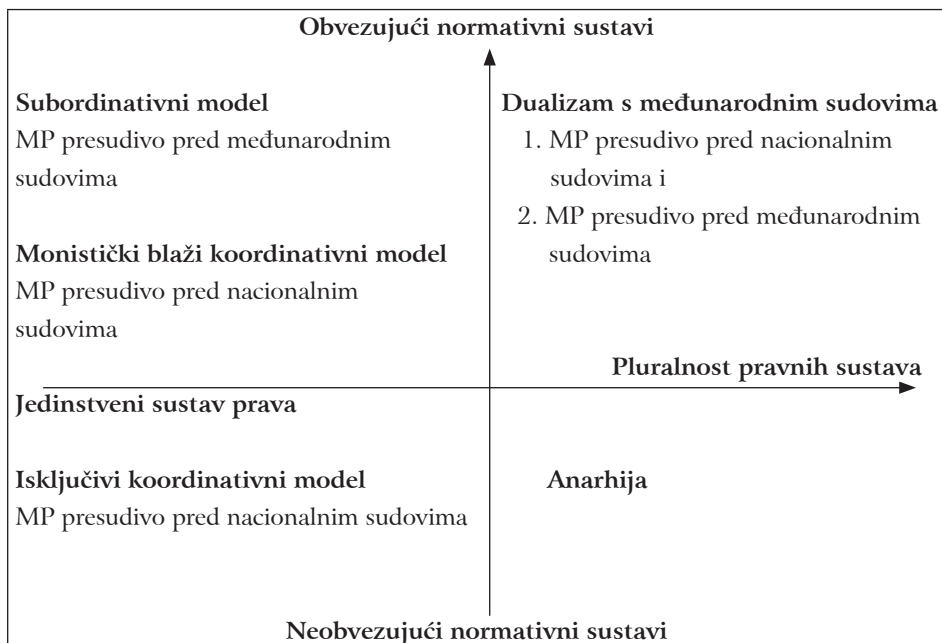 Obvezujući normativni sustavi
Subordinativni model
MP presudivo pred međunarodnim
sudovima
Monistički blaži koordinativni model
MP presudivo pred nacionalnim
sudovima
Dualizam s međunarodnim sudovima
1. MP presudivo pred nacionalnim
sudovima i
2. MP presudivo pred međunarodnim
sudovima
Pluralnost pravnih sustava
Jedinstveni sustav prava
Isključivi koordinativni model
MP presudivo pred nacionalnim sudovima
Anarhija
Neobvezujući normativni sustavi